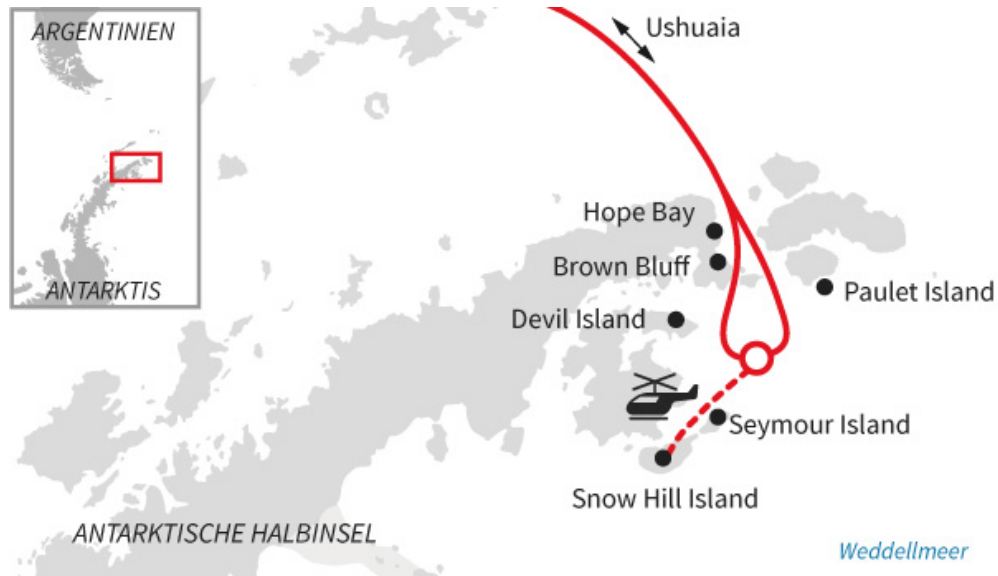 ARGENTINIEN
ANTARKTIS
Ushuaia
Hope Bay
Brown Bluff
Devil Island
Paulet Island
Seymour Island
Snow Hill Island
ANTARKTISCHE HALBINSEL
Weddellmeer